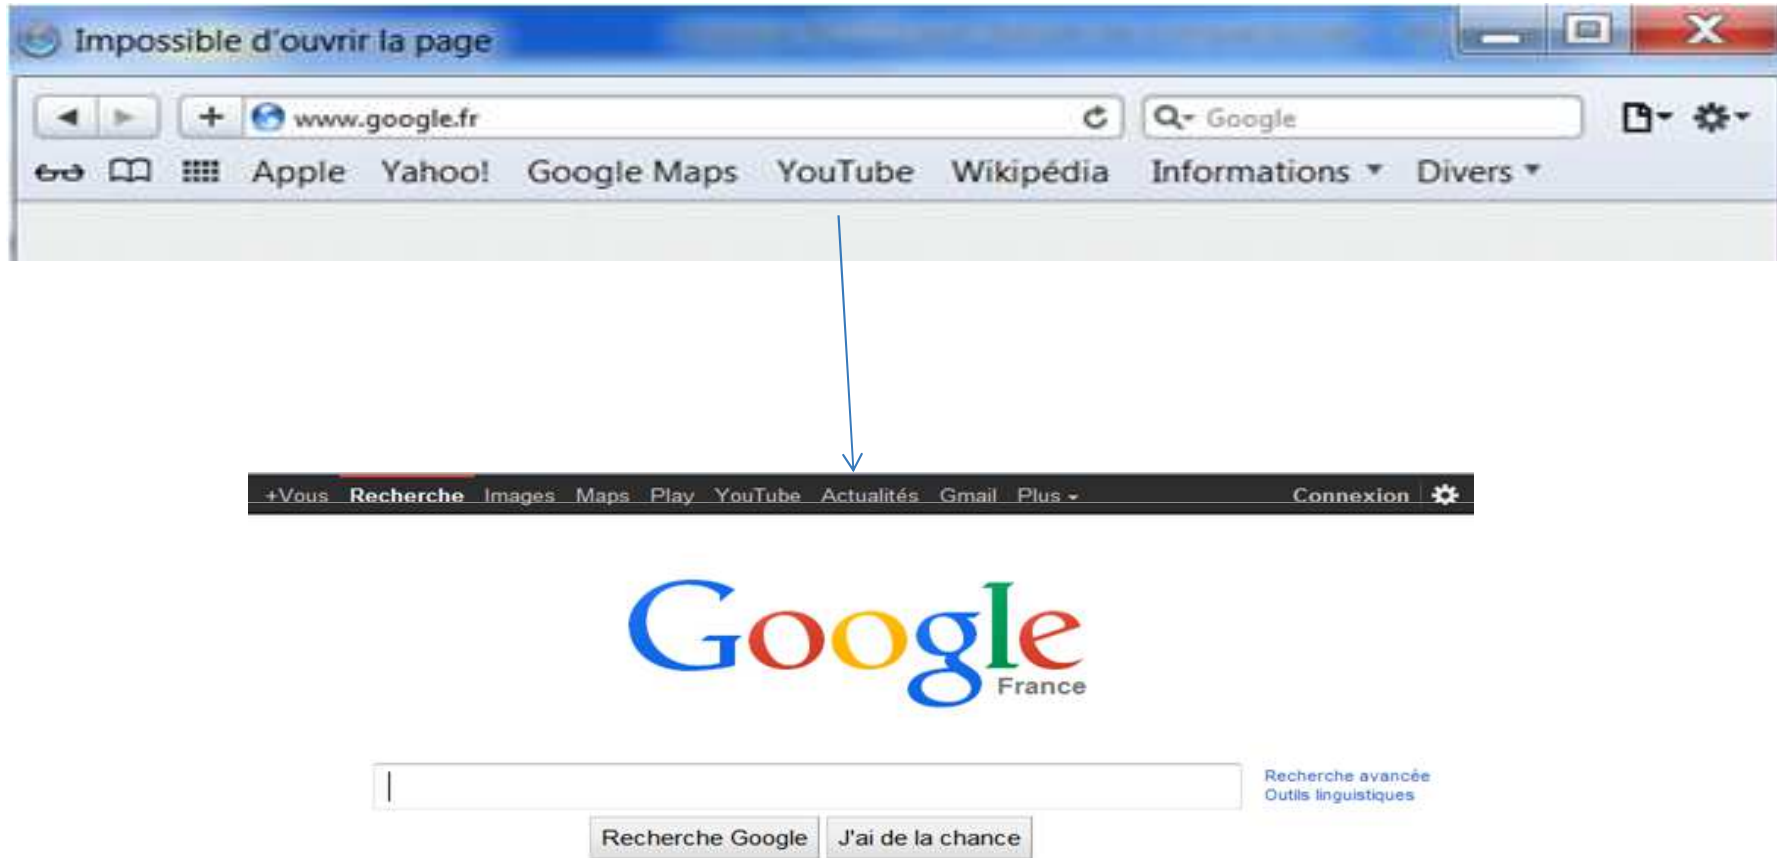 Impossible d'ouvrir la page
www.google.fr Google
Apple Yahoo! Google Maps YouTube Wikipédia Informations Divers
+Vous Recherche Images Maps Play YouTube Actualités Gmail Plus Connexion
Google
France
Recherche avancée
Outils linguistiques
Recherche Google J'ai de la chance